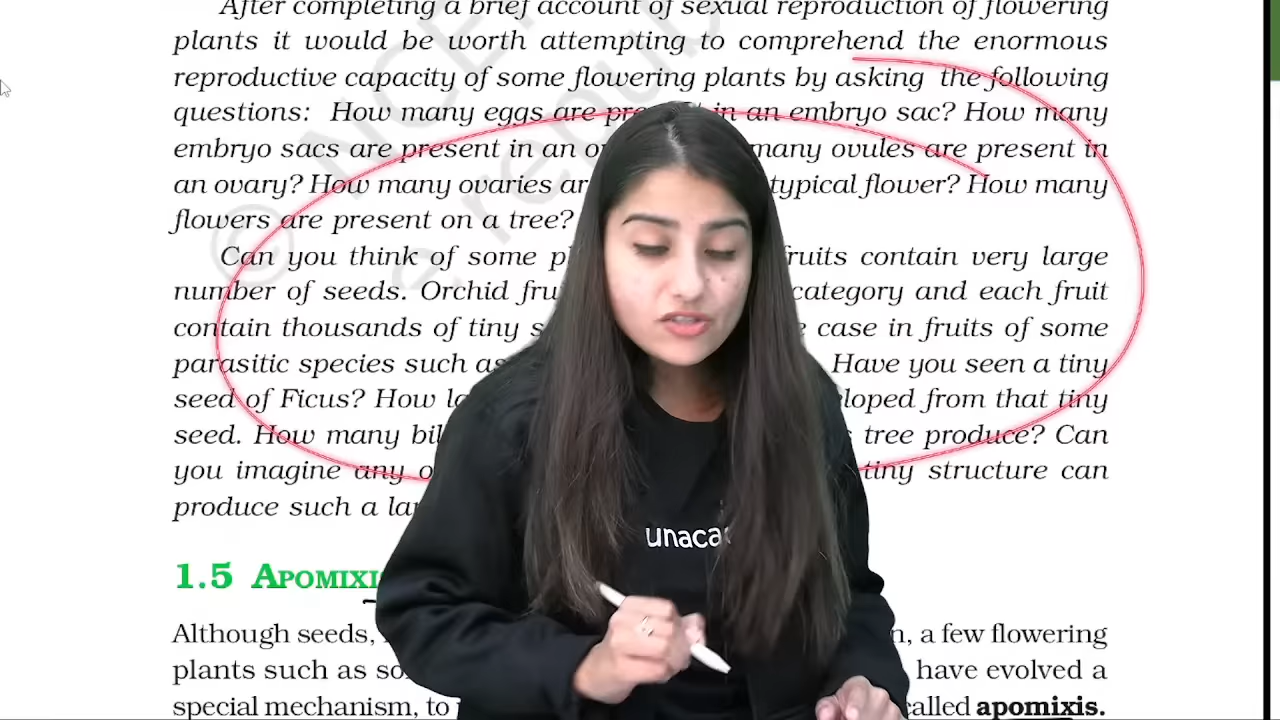 After completing a brief account of sexual reproduction of flowering
plants it would be worth attempting to comprehend the enormous
reproductive capacity of some flowering plants by asking the following
questions: How many eggs are in an embryo sac? How many
embryo sacs are present in an many ovules are present in
an ovary? How many ovaries typical flower? How many
flowers are present on a tree?
Can you think of some fruits contain very large
number of seeds. Orchid category and each fruit
contain thousands of tiny case in fruits of some
parasitic species such as Have you seen a tiny
seed of Ficus? How from that tiny
seed. How many tree produce? Can
you imagine any tiny structure can
produce such a
unaca
1.5 APOMIXI
Although seeds, a few flowering
plants such as have evolved a
special mechanism, to called apomixis.